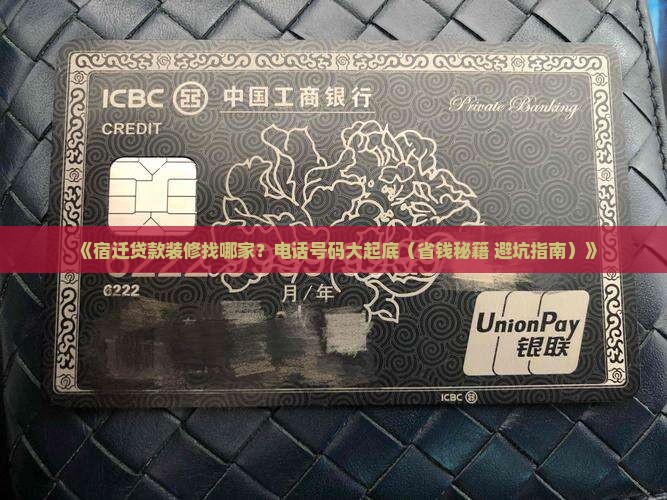 ICBC 中国工商银行
Private Banking
CREDIT
《宿迁贷款装修找哪家？电话号码大起底（省钱秘籍 避坑指南）》
6222
月/年
UnionPay
银联
ICBC